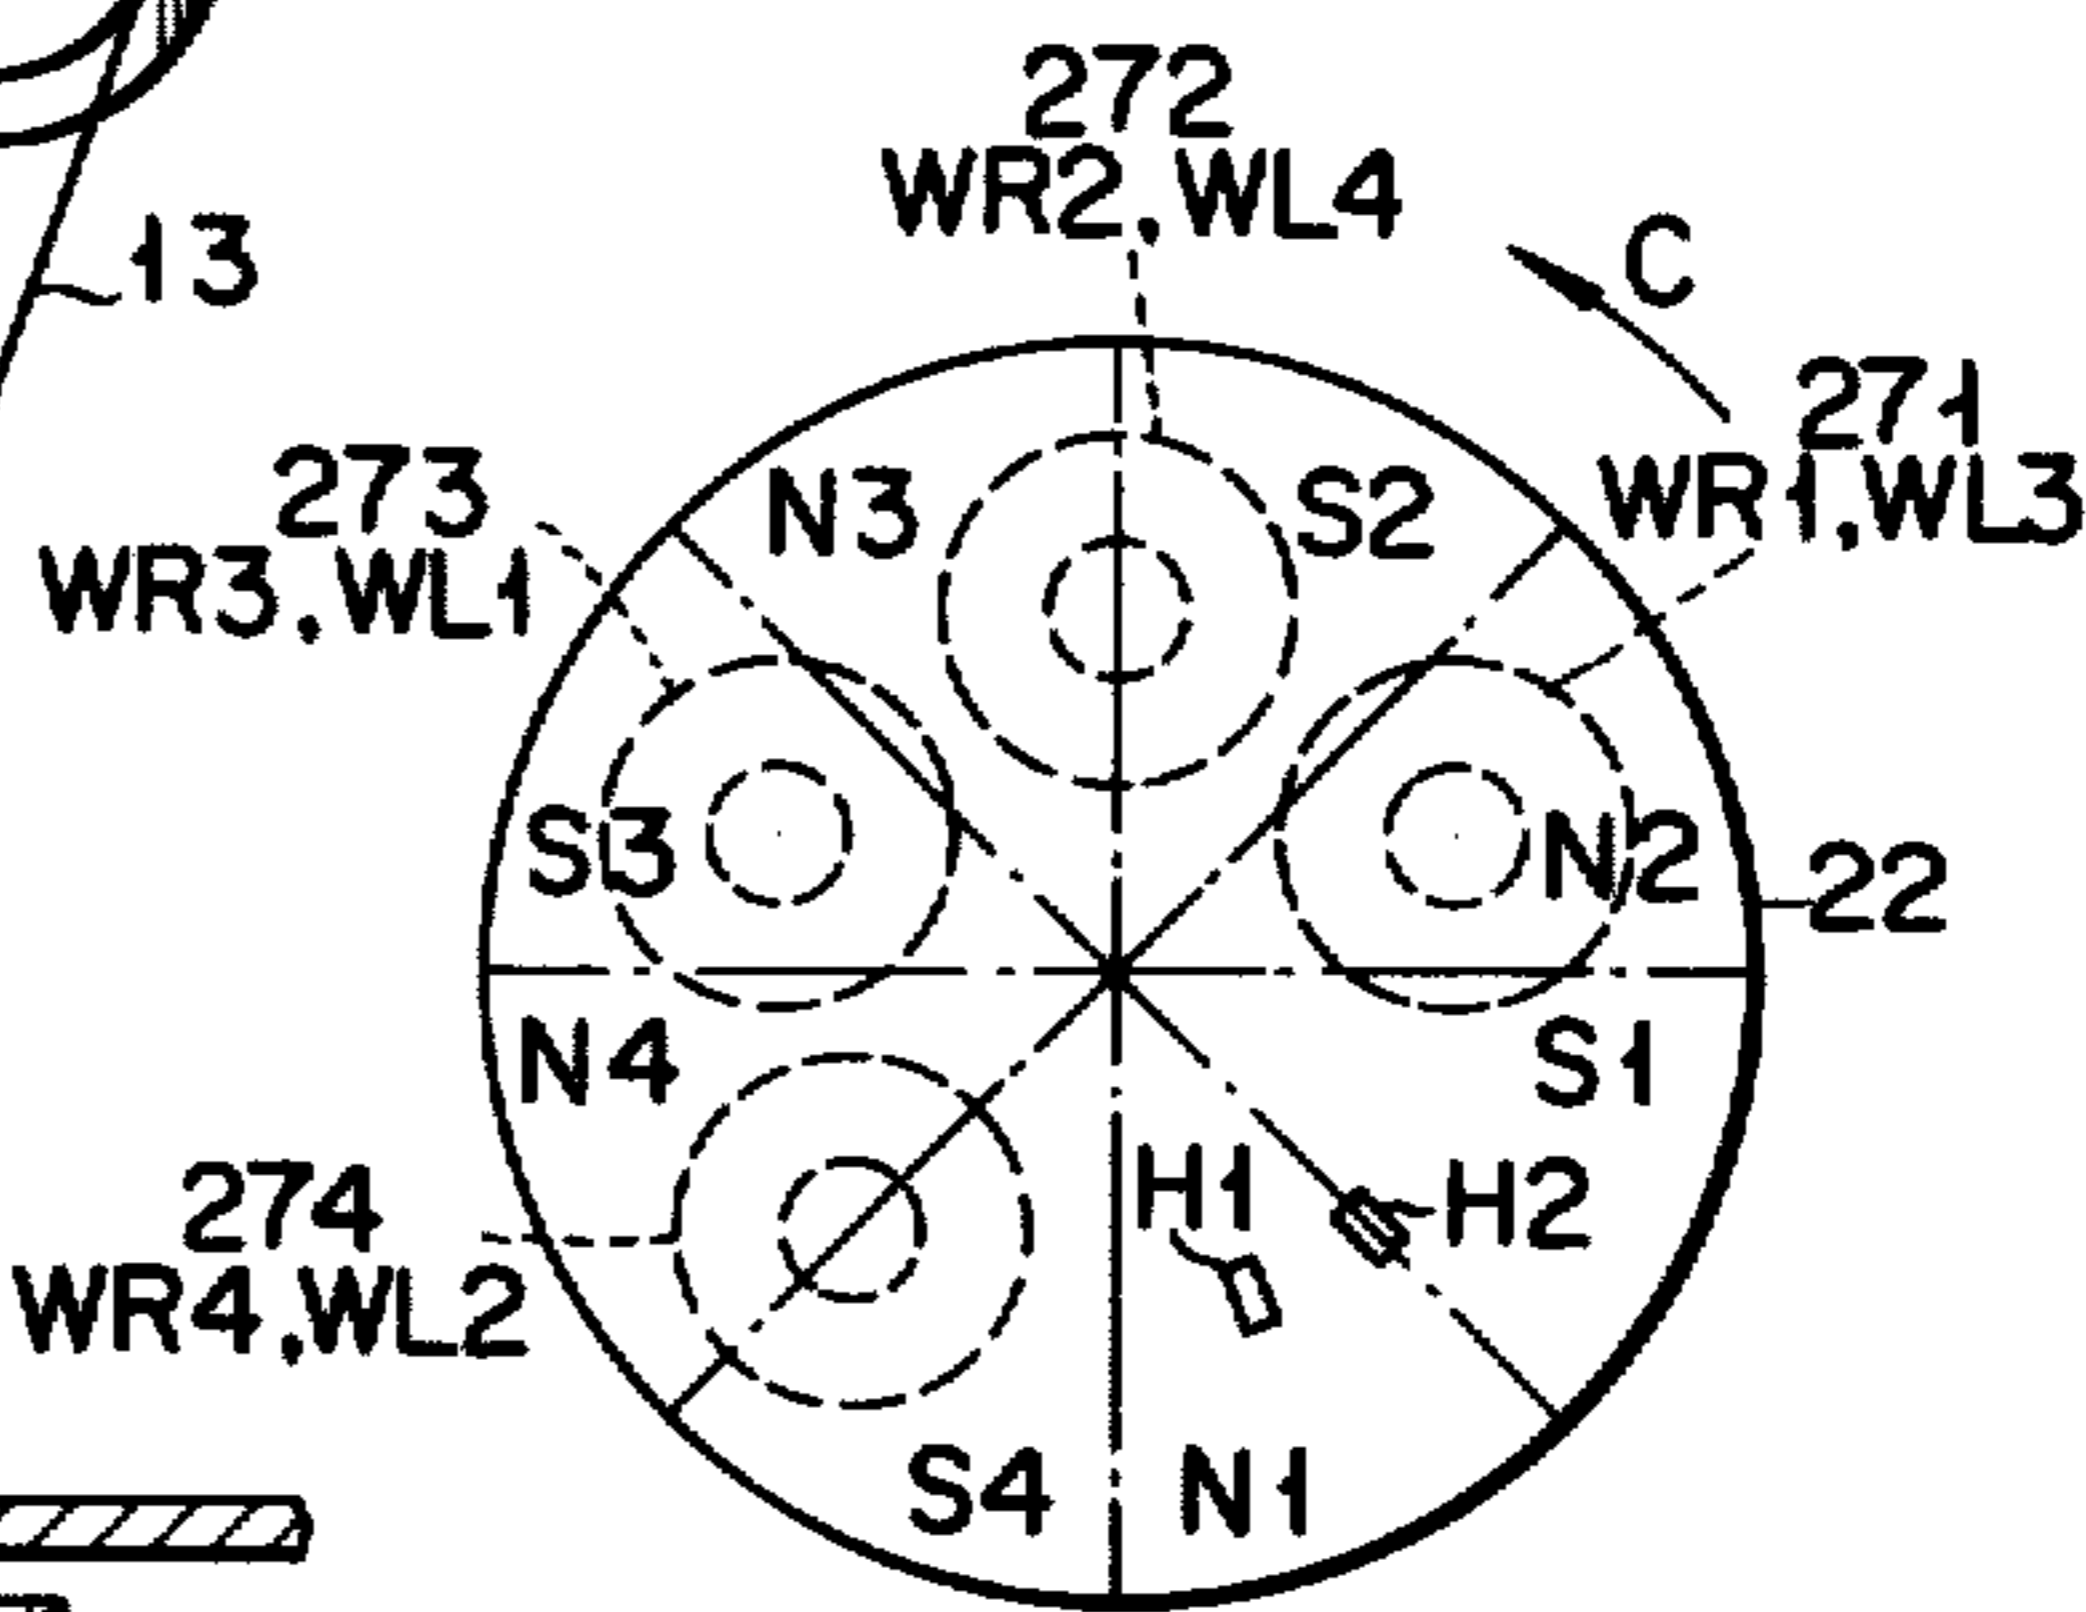 272
WR2,WL4
C
13
271
WR1,WL3
273
WR3,WL1
N3
S2
S3
N2
22
N4
S1
H1
H2
274
WR4,WL2
S4
N1